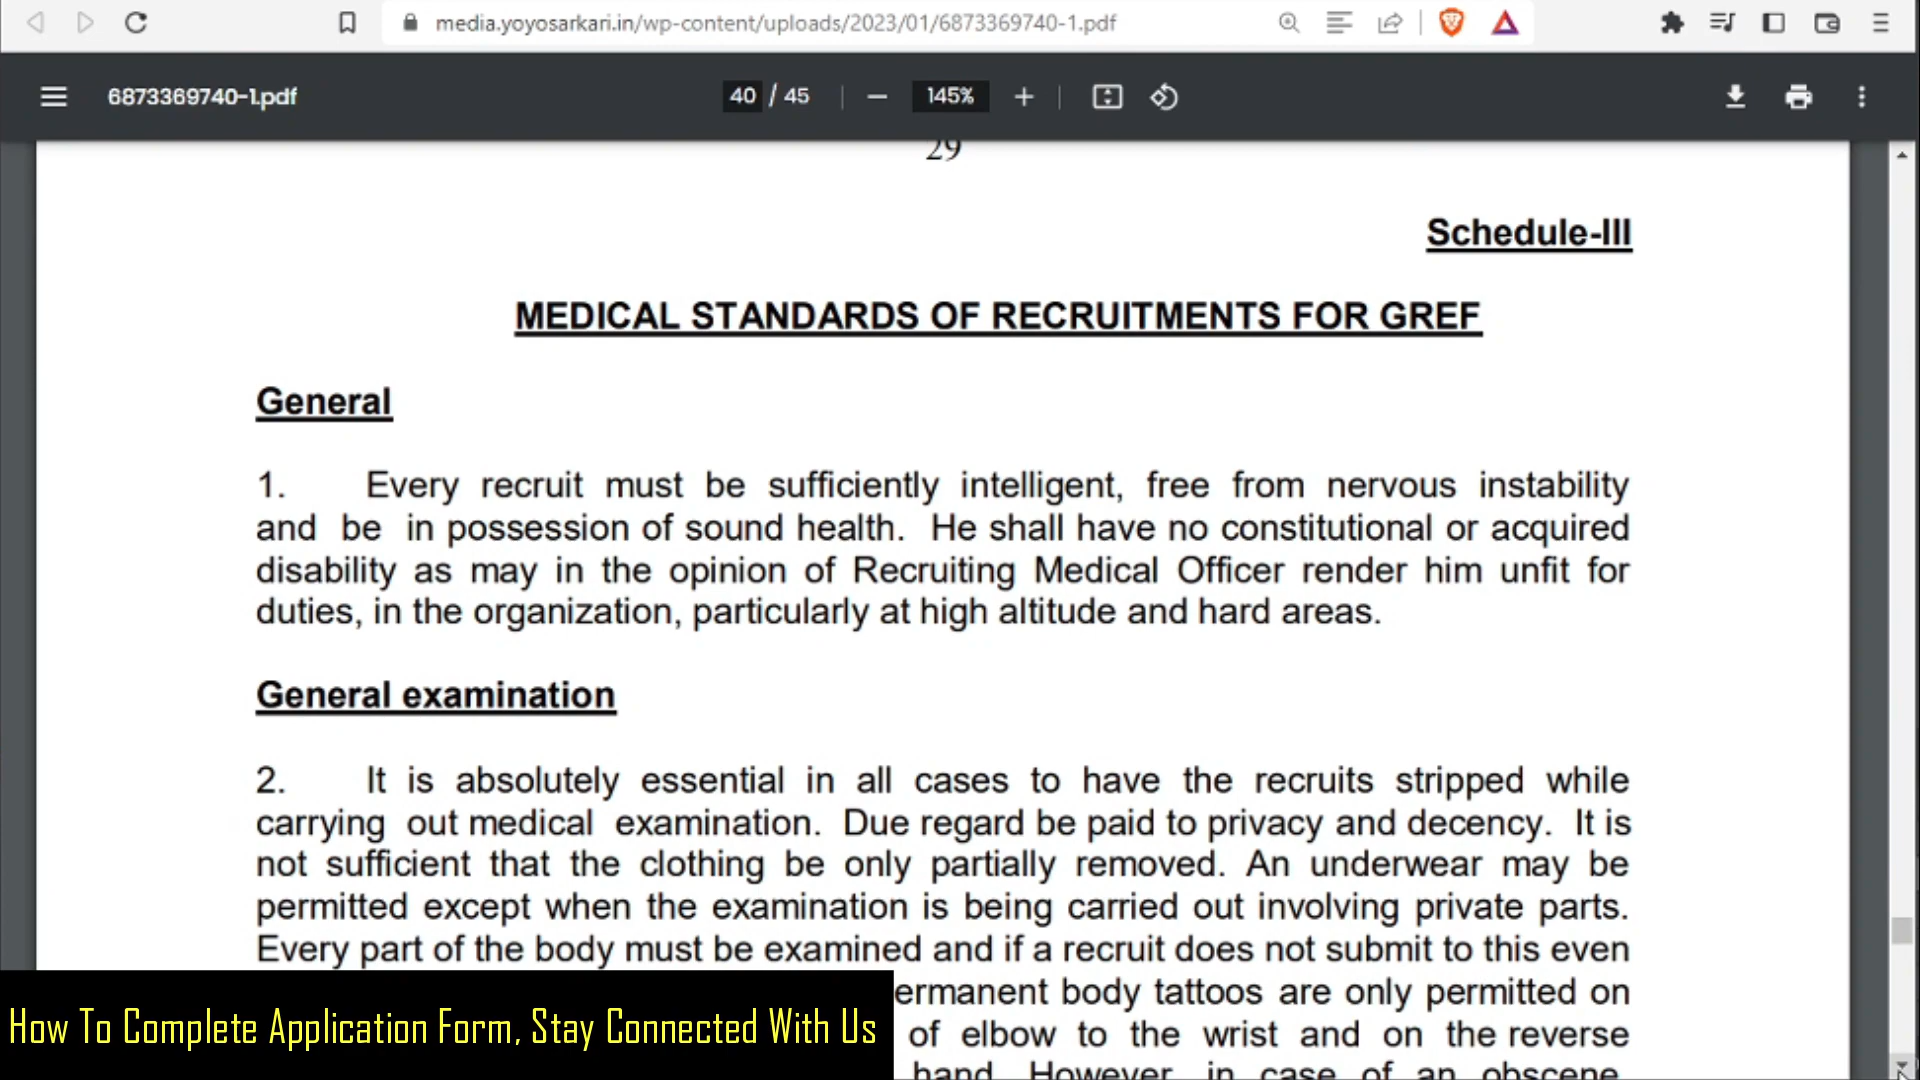 media.yoyosarkari.in/wp-content/uploads/2023/01/6873369740-1.pdf
6873369740-1.pdf
40 / 45
145%
29
Schedule-III
MEDICAL STANDARDS OF RECRUITMENTS FOR GREF
General
1. Every recruit must be sufficiently intelligent, free from nervous instability
and be in possession of sound health. He shall have no constitutional or acquired
disability as may in the opinion of Recruiting Medical Officer render him unfit for
duties, in the organization, particularly at high altitude and hard areas.
General examination
2. It is absolutely essential in all cases to have the recruits stripped while
carrying out medical examination. Due regard be paid to privacy and decency. It is
not sufficient that the clothing be only partially removed. An underwear may be
permitted except when the examination is being carried out involving private parts.
Every part of the body must be examined and if a recruit does not submit to this even
ermanent body tattoos are only permitted on
of elbow to the wrist and on the reverse
hand. However, in case of an obscene,
How To Complete Application Form, Stay Connected With Us